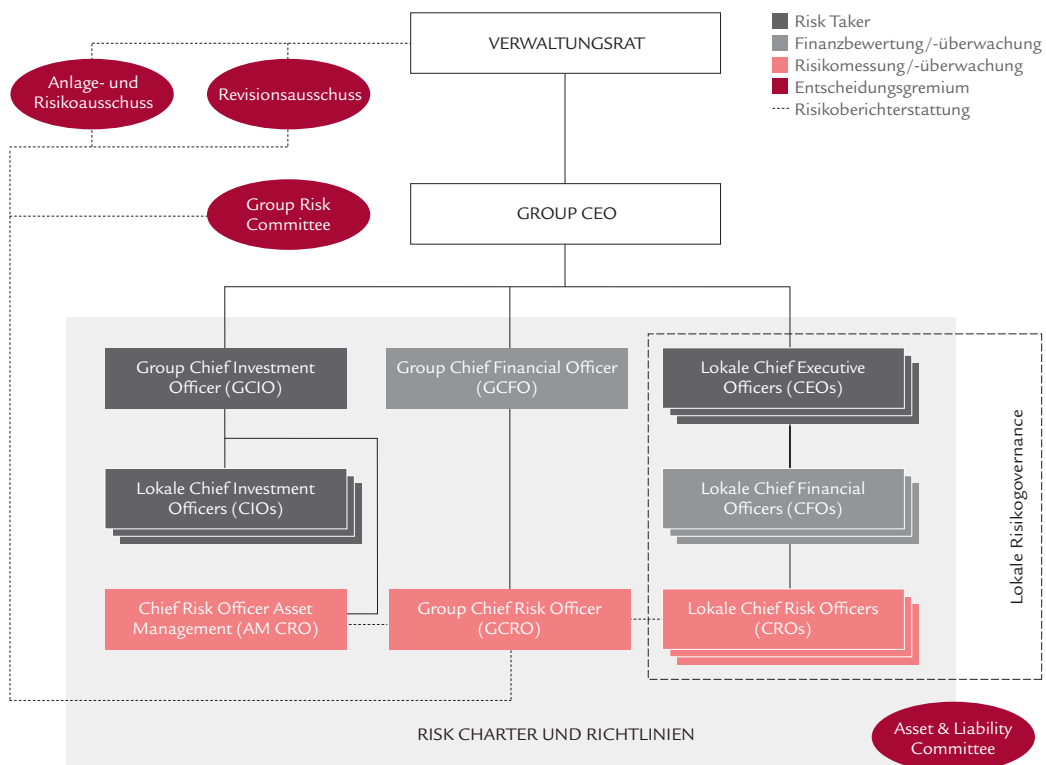 VERWALTUNGSRAT
Risk Taker
Finanzbewertung/-überwachung
Risikomessung/-überwachung
Entscheidungsgremium
Risikoberichterstattung
Anlage- und
Risikoausschuss
Revisionsausschuss
Group Risk
Committee
GROUP CEO
Group Chief Investment
Officer (GCIO)
Group Chief Financial Officer
(GCFO)
Lokale Chief Executive
Officers (CEOs)
Lokale Chief Investment
Officers (CIOs)
Lokale Chief Financial
Officers (CFOs)
Chief Risk Officer Asset
Management (AM CRO)
Group Chief Risk Officer
(GCRO)
Lokale Chief Risk Officers
(CROs)
Lokale Risikogovernance
RISK CHARTER UND RICHTLINIEN
Asset & Liability
Committee